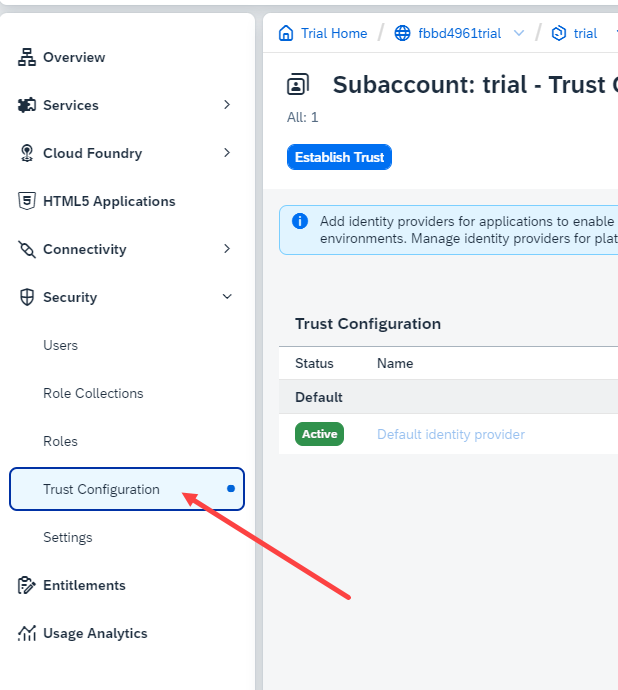 Overview
Services
Cloud Foundry
HTML5 Applications
Connectivity
Security
Users
Role Collections
Roles
Trust Configuration
Settings
Entitlements
Usage Analytics
Trial Home / fbbd4961trial / trial
Subaccount: trial - Trust
All: 1
Establish Trust
Add identity providers for applications to enable
environments. Manage identity providers for
Trust Configuration
Status Name
Default
Active Default identity provider